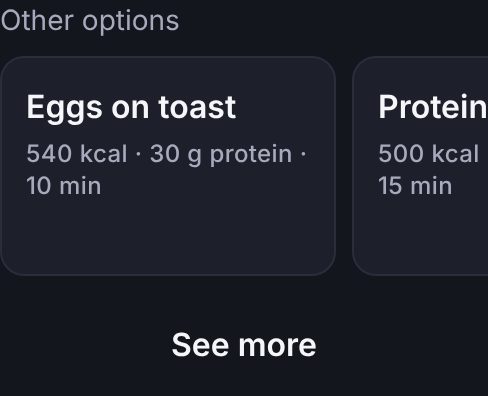 Other options
Eggs on toast
540 kcal · 30 g protein ·
10 min
Protein
500 kcal
15 min
See more